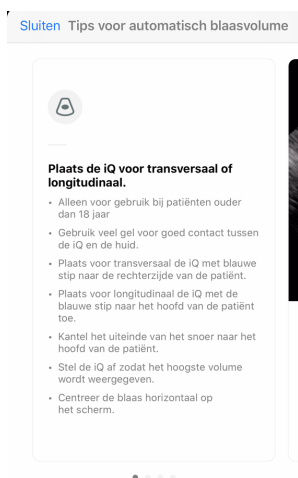 Sluiten Tips voor automatisch blaasvolume
Plaats de iQ voor transversaal of
longitudinaal.
• Alleen voor gebruik bij patiënten ouder
dan 18 jaar
• Gebruik veel gel voor goed contact tussen
de iQ en de huid.
• Plaats voor transversaal de iQ met blauwe
stip naar de rechterzijde van de patiënt.
• Plaats voor longitudinaal de iQ met de
blauwe stip naar het hoofd van de patiënt
toe.
• Kantel het uiteinde van het snoer naar het
hoofd van de patiënt.
• Stel de iQ af zodat het hoogste volume
wordt weergegeven.
• Centreer de blaas horizontaal op
het scherm.